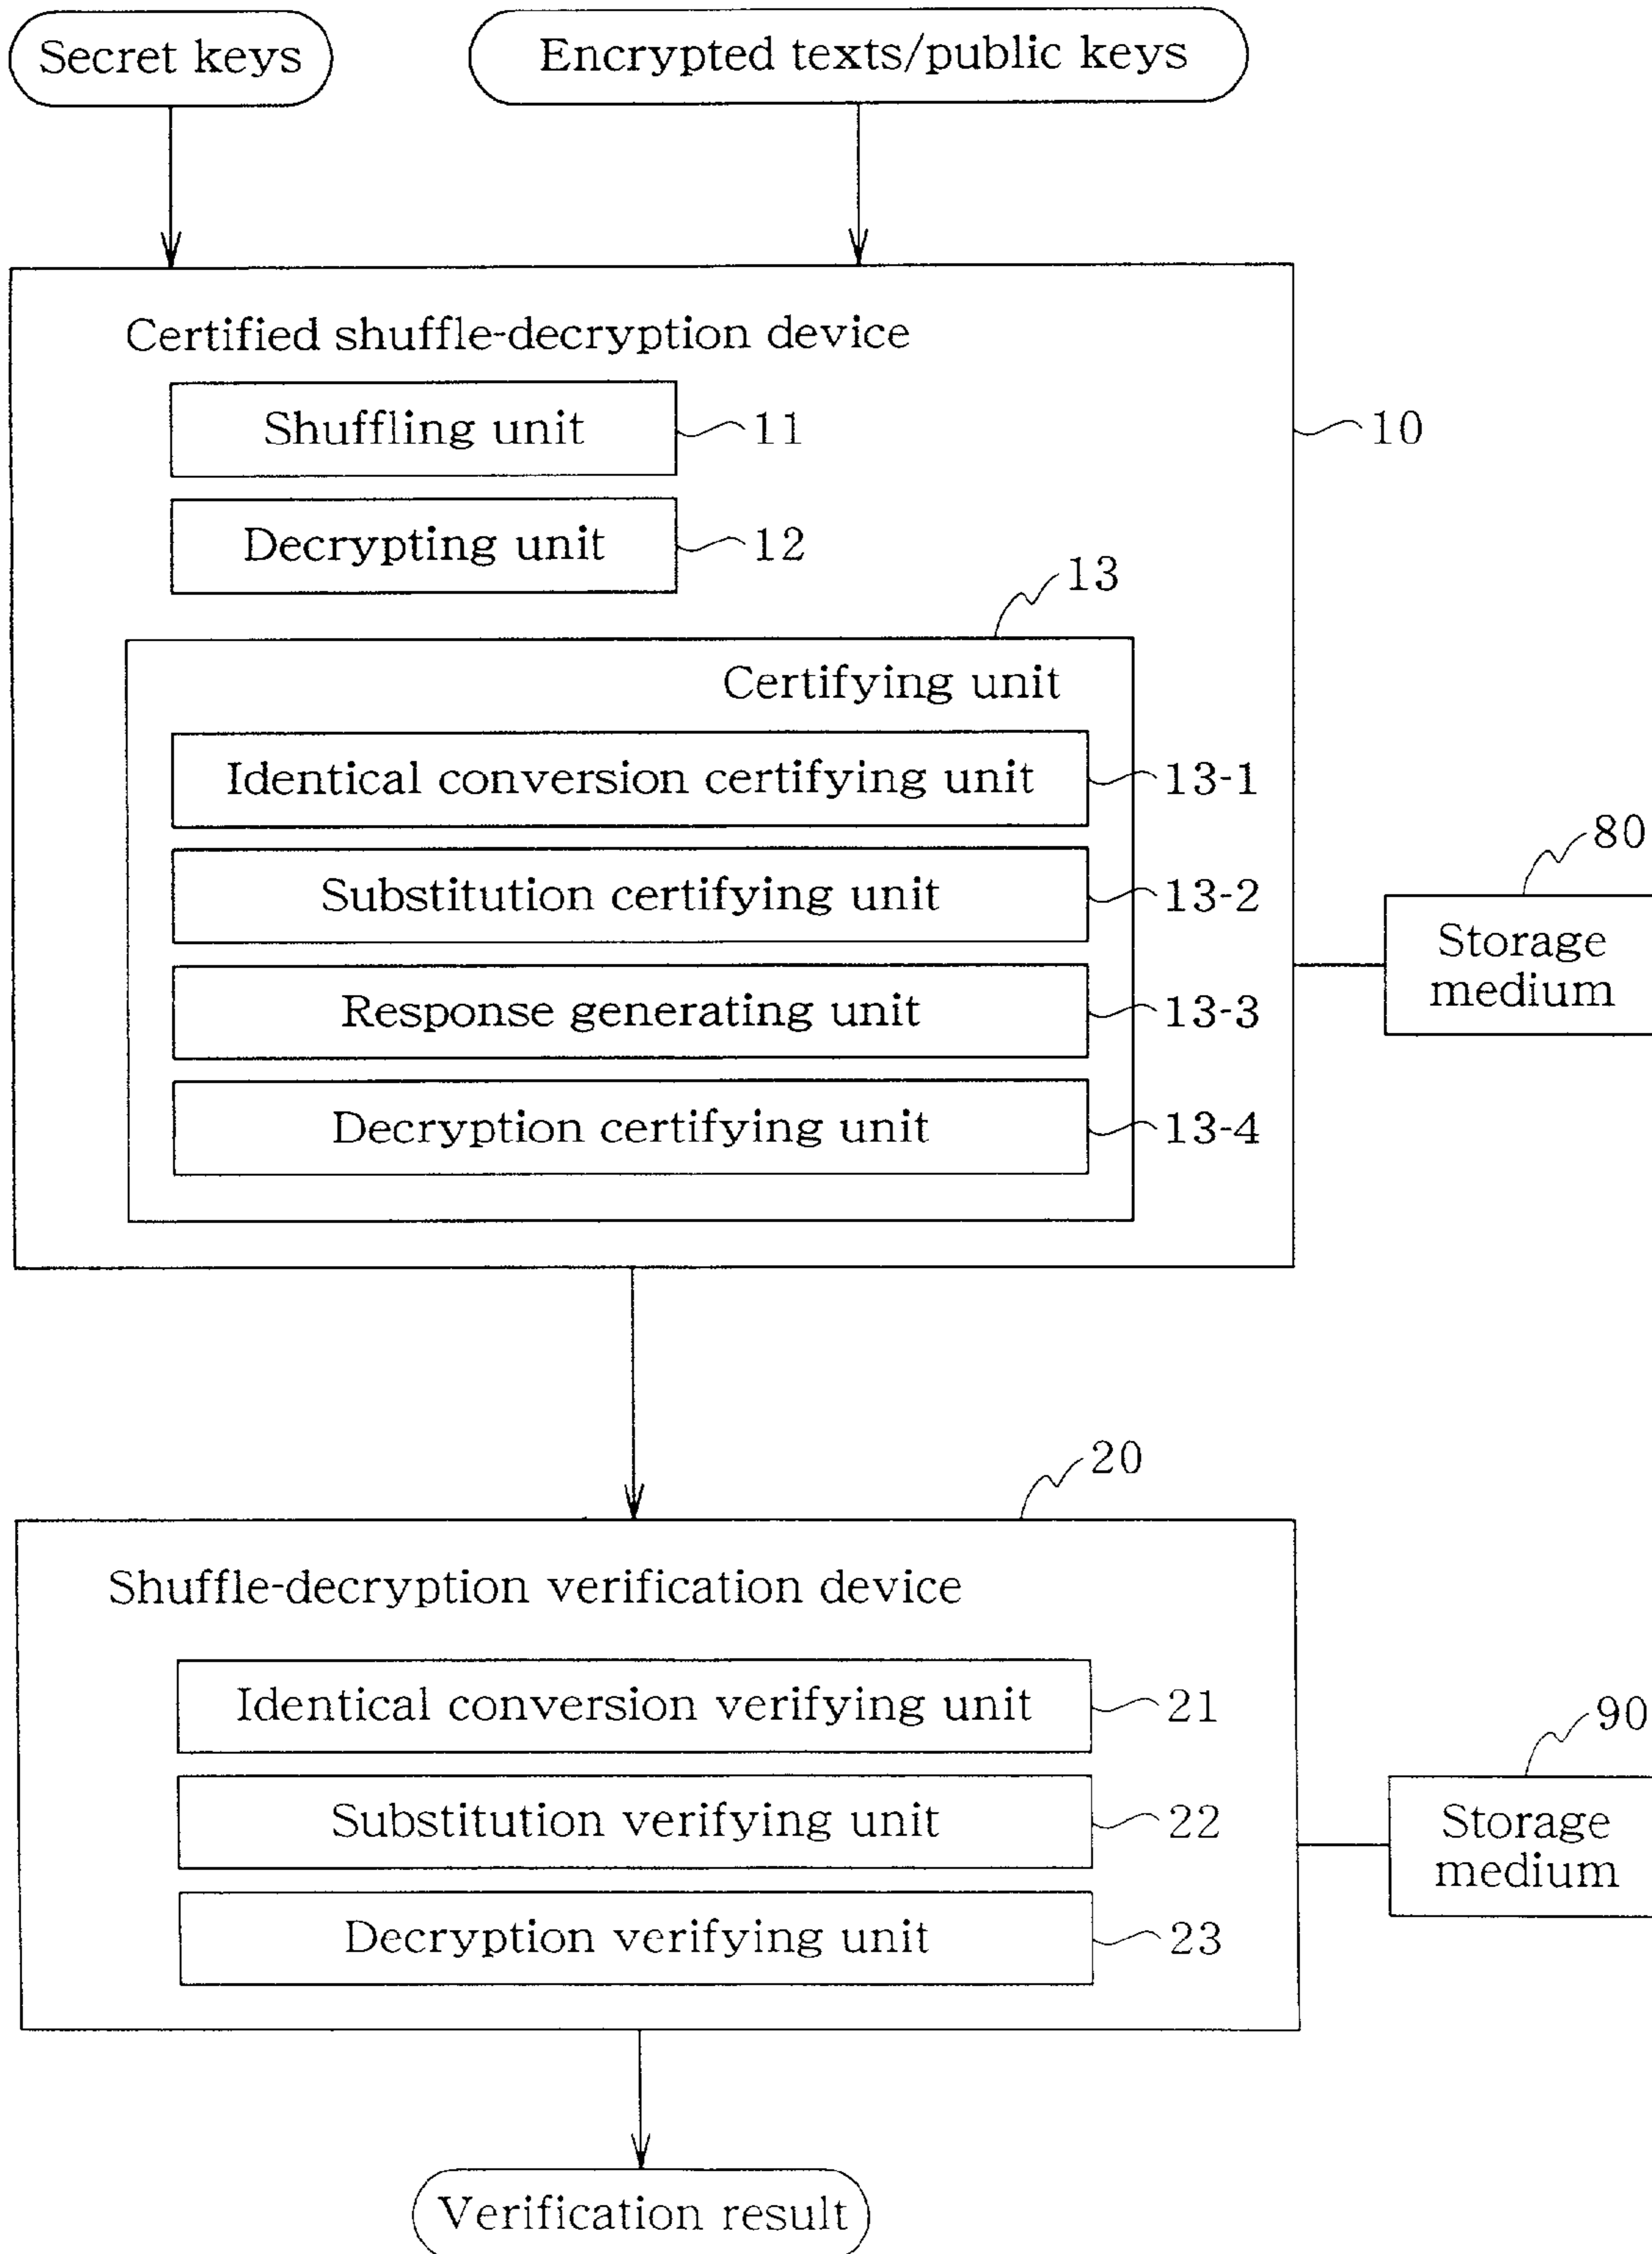 Secret keys
Encrypted texts/public keys
Certified shuffle-decryption device
Shuffling unit
11
10
Decrypting unit
12
13
Certifying unit
Identical conversion certifying unit
13-1
80
Substitution certifying unit
13-2
Storage
medium
Response generating unit
13-3
Decryption certifying unit
13-4
20
Shuffle-decryption verification device
Identical conversion verifying unit
21
90
Substitution verifying unit
22
Storage
medium
Decryption verifying unit
23
Verification result